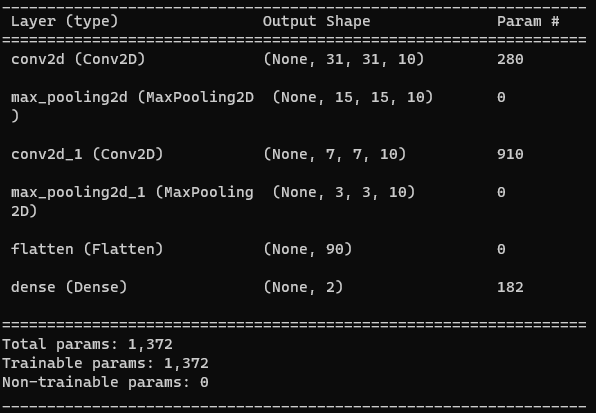 _________________________________________________________________
 Layer (type)                Output Shape              Param #
=================================================================
 conv2d (Conv2D)             (None, 31, 31, 10)        280

 max_pooling2d (MaxPooling2D  (None, 15, 15, 10)       0
 )

 conv2d_1 (Conv2D)           (None, 7, 7, 10)          910

 max_pooling2d_1 (MaxPooling  (None, 3, 3, 10)         0
 2D)

 flatten (Flatten)           (None, 90)                0

 dense (Dense)               (None, 2)                 182

=================================================================
Total params: 1,372
Trainable params: 1,372
Non-trainable params: 0
_________________________________________________________________